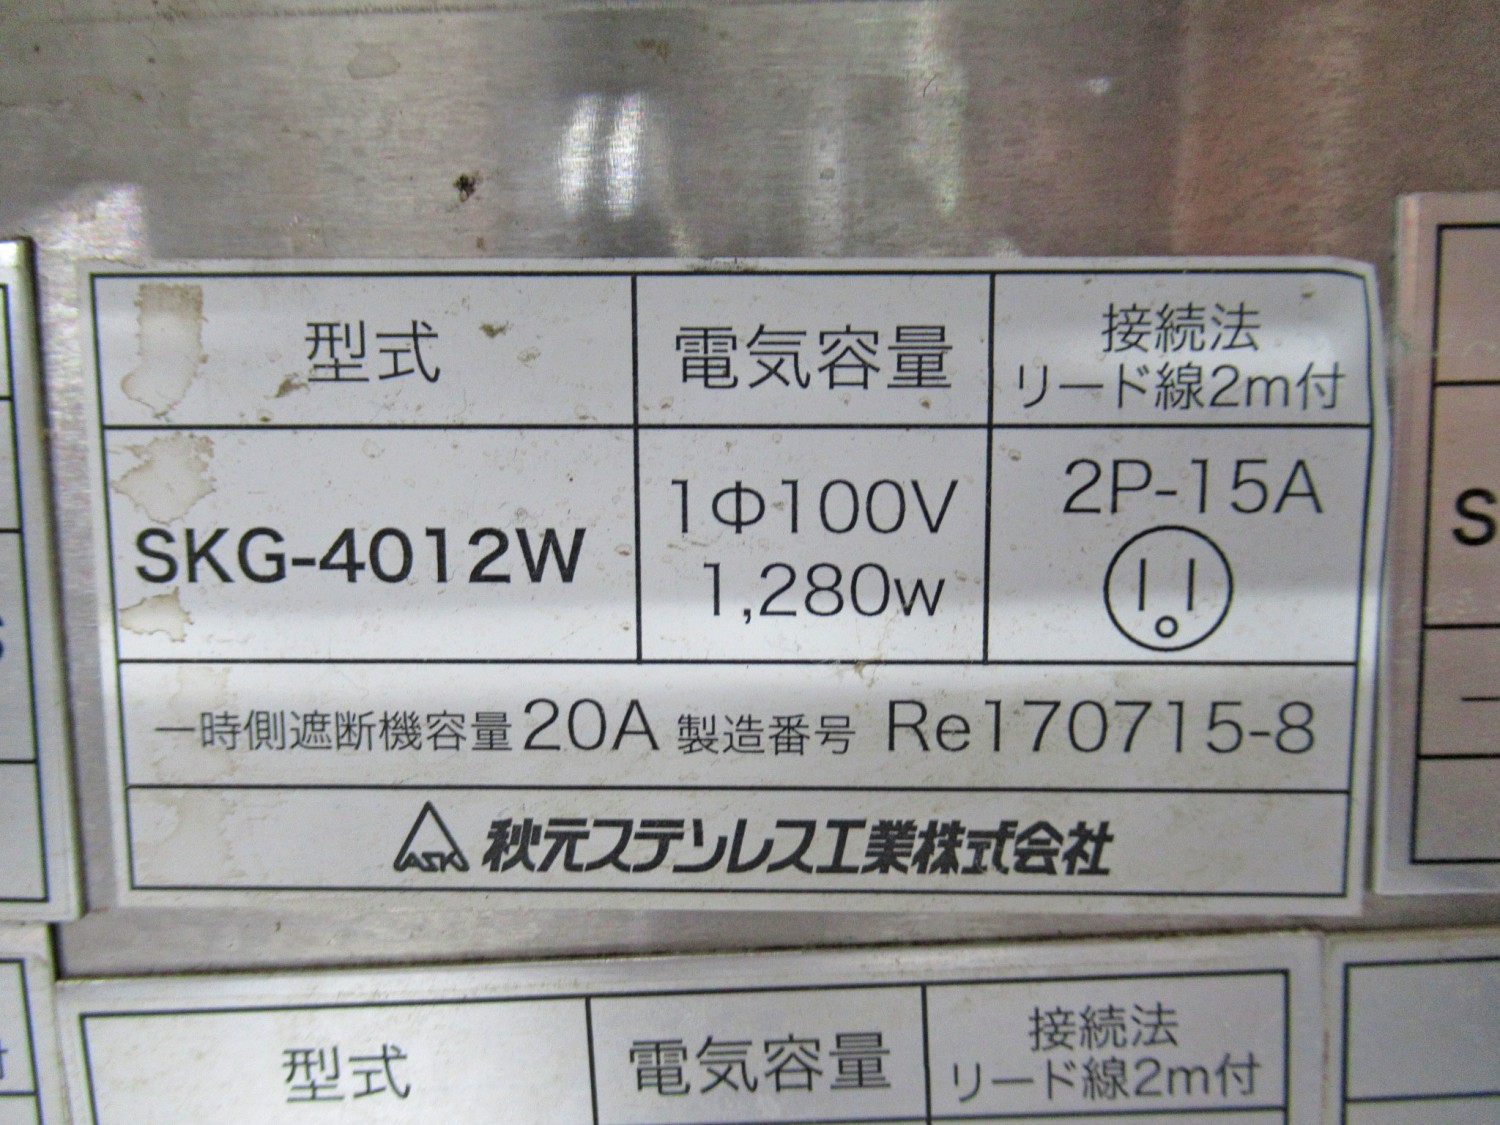 型式 電気容量 接続法
リード線2m付
SKG-4012W 1Φ100V 2P-15A
1,280w
一時側遮断機容量 20A 製造番号 Re170715-8
ASK 秋元ステンレス工業株式会社
S
型式 電気容量 接続法
リード線2m付